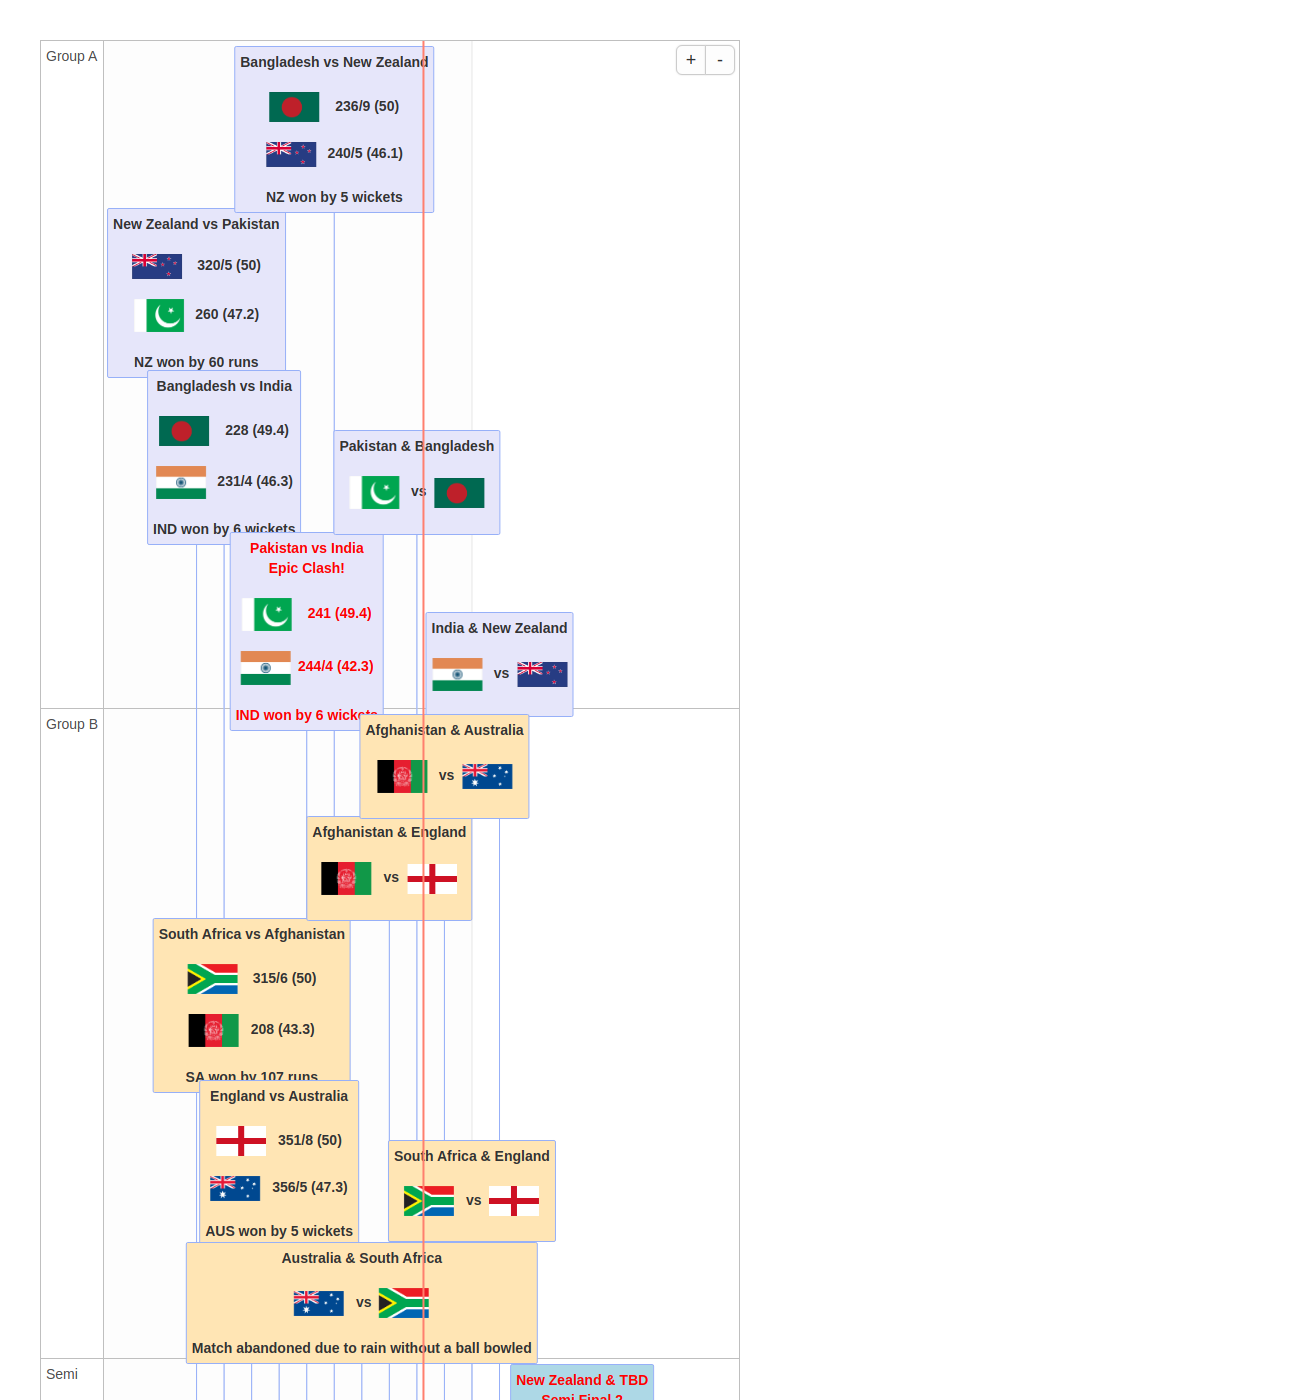 Group A
+ -
Bangladesh vs New Zealand
236/9 (50)
240/5 (46.1)
NZ won by 5 wickets
New Zealand vs Pakistan
320/5 (50)
260 (47.2)
NZ won by 60 runs
Bangladesh vs India
228 (49.4)
231/4 (46.3)
IND won by 6 wickets
Pakistan & Bangladesh
vs
Pakistan vs India
Epic Clash!
241 (49.4)
244/4 (42.3)
IND won by 6 wickets
India & New Zealand
vs
Group B
Afghanistan & Australia
vs
Afghanistan & England
vs
South Africa vs Afghanistan
315/6 (50)
208 (43.3)
SA won by 107 runs
England vs Australia
351/8 (50)
356/5 (47.3)
AUS won by 5 wickets
South Africa & England
vs
Australia & South Africa
vs
Match abandoned due to rain without a ball bowled
Semi
New Zealand & TBD
Semi Final 2